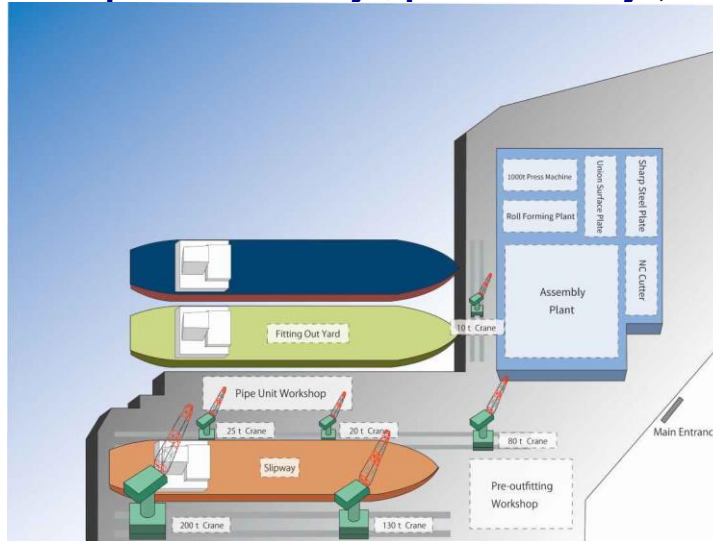 1000t Press Machine
Union Surface Plate
Sharp Steel Plate
Roll Forming Plant
NC Cutter
Assembly
Plant
10 t Crane
Fitting Out Yard
Pipe Unit Workshop
25 t Crane
20 t Crane
80 t Crane
Main Entranc
Slipway
Pre-outfitting
Workshop
200 t Crane
130 t Crane